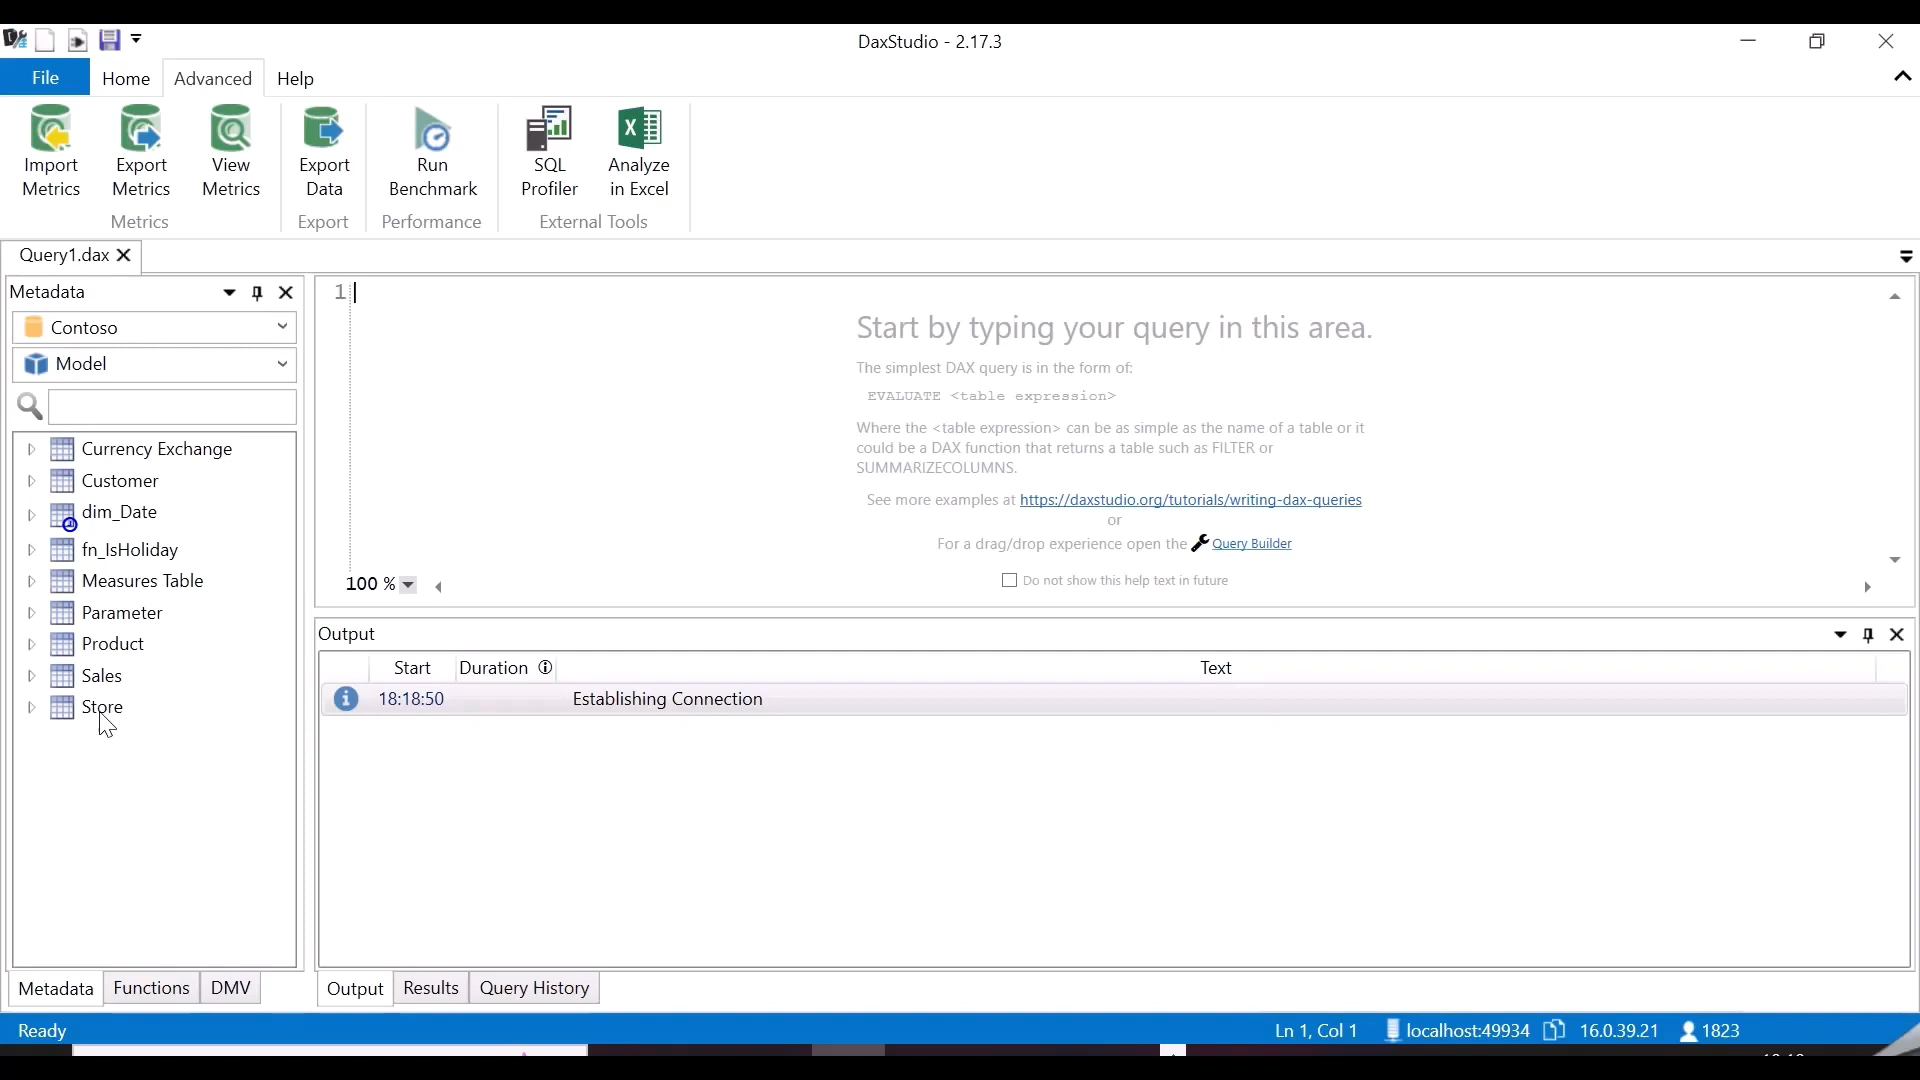 DaxStudio - 2.17.3
File
Home
Advanced
Help
Import Metrics
Export Metrics
View Metrics
Export Data
Run Benchmark
SQL Profiler
Analyze in Excel
Metrics
Export
Performance
External Tools
Query1.dax
Metadata
Contoso
Model
Currency Exchange
Customer
dim_Date
fn_IsHoliday
Measures Table
Parameter
Product
Sales
Store
1
Start by typing your query in this area.
The simplest DAX query is in the form of:
EVALUATE <table expression>
Where the <table expression> can be as simple as the name of a table or it
could be a DAX function that returns a table such as FILTER or
SUMMARIZECOLUMNS.
See more examples at https://daxstudio.org/tutorials/writing-dax-queries
or
For a drag/drop experience open the Query Builder
Do not show this help text in future
100 %
Output
Start Duration Text
18:18:50 Establishing Connection
Metadata
Functions
DMV
Output
Results
Query History
Ready
Ln 1, Col 1
localhost:49934
16.0.39.21
1823